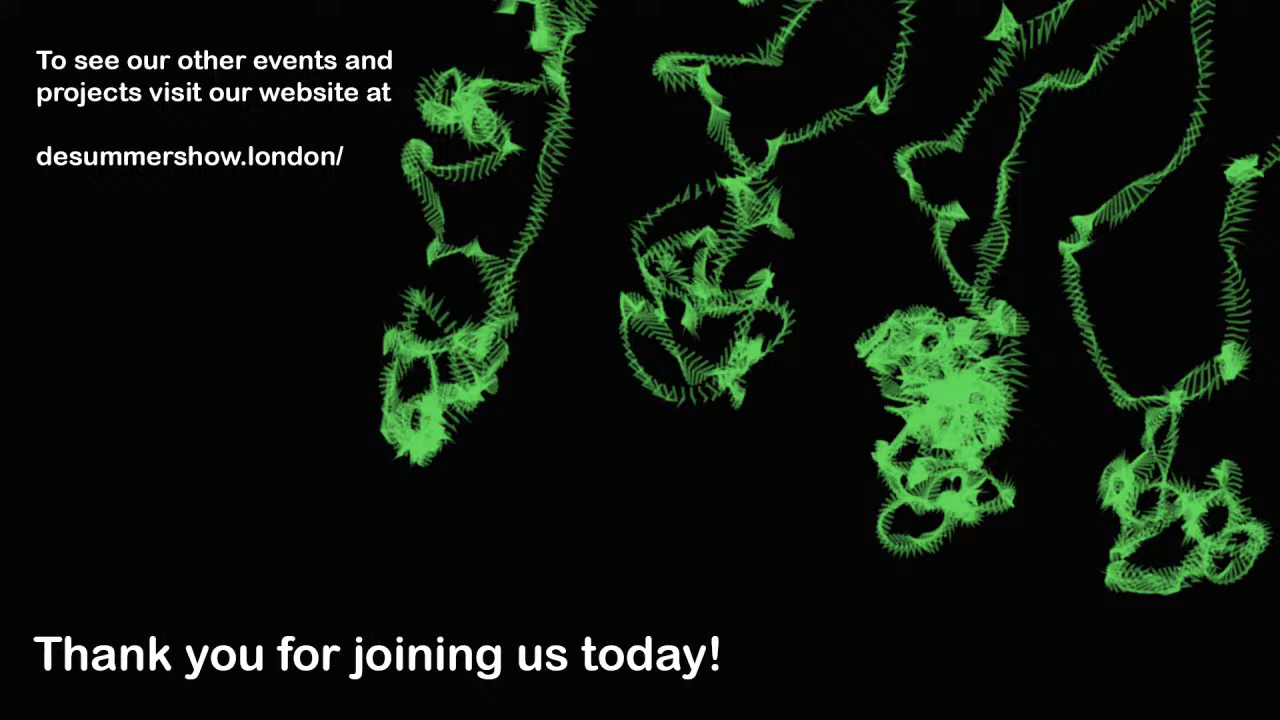 To see our other events and
projects visit our website at
desummershow.london/
Thank you for joining us today!